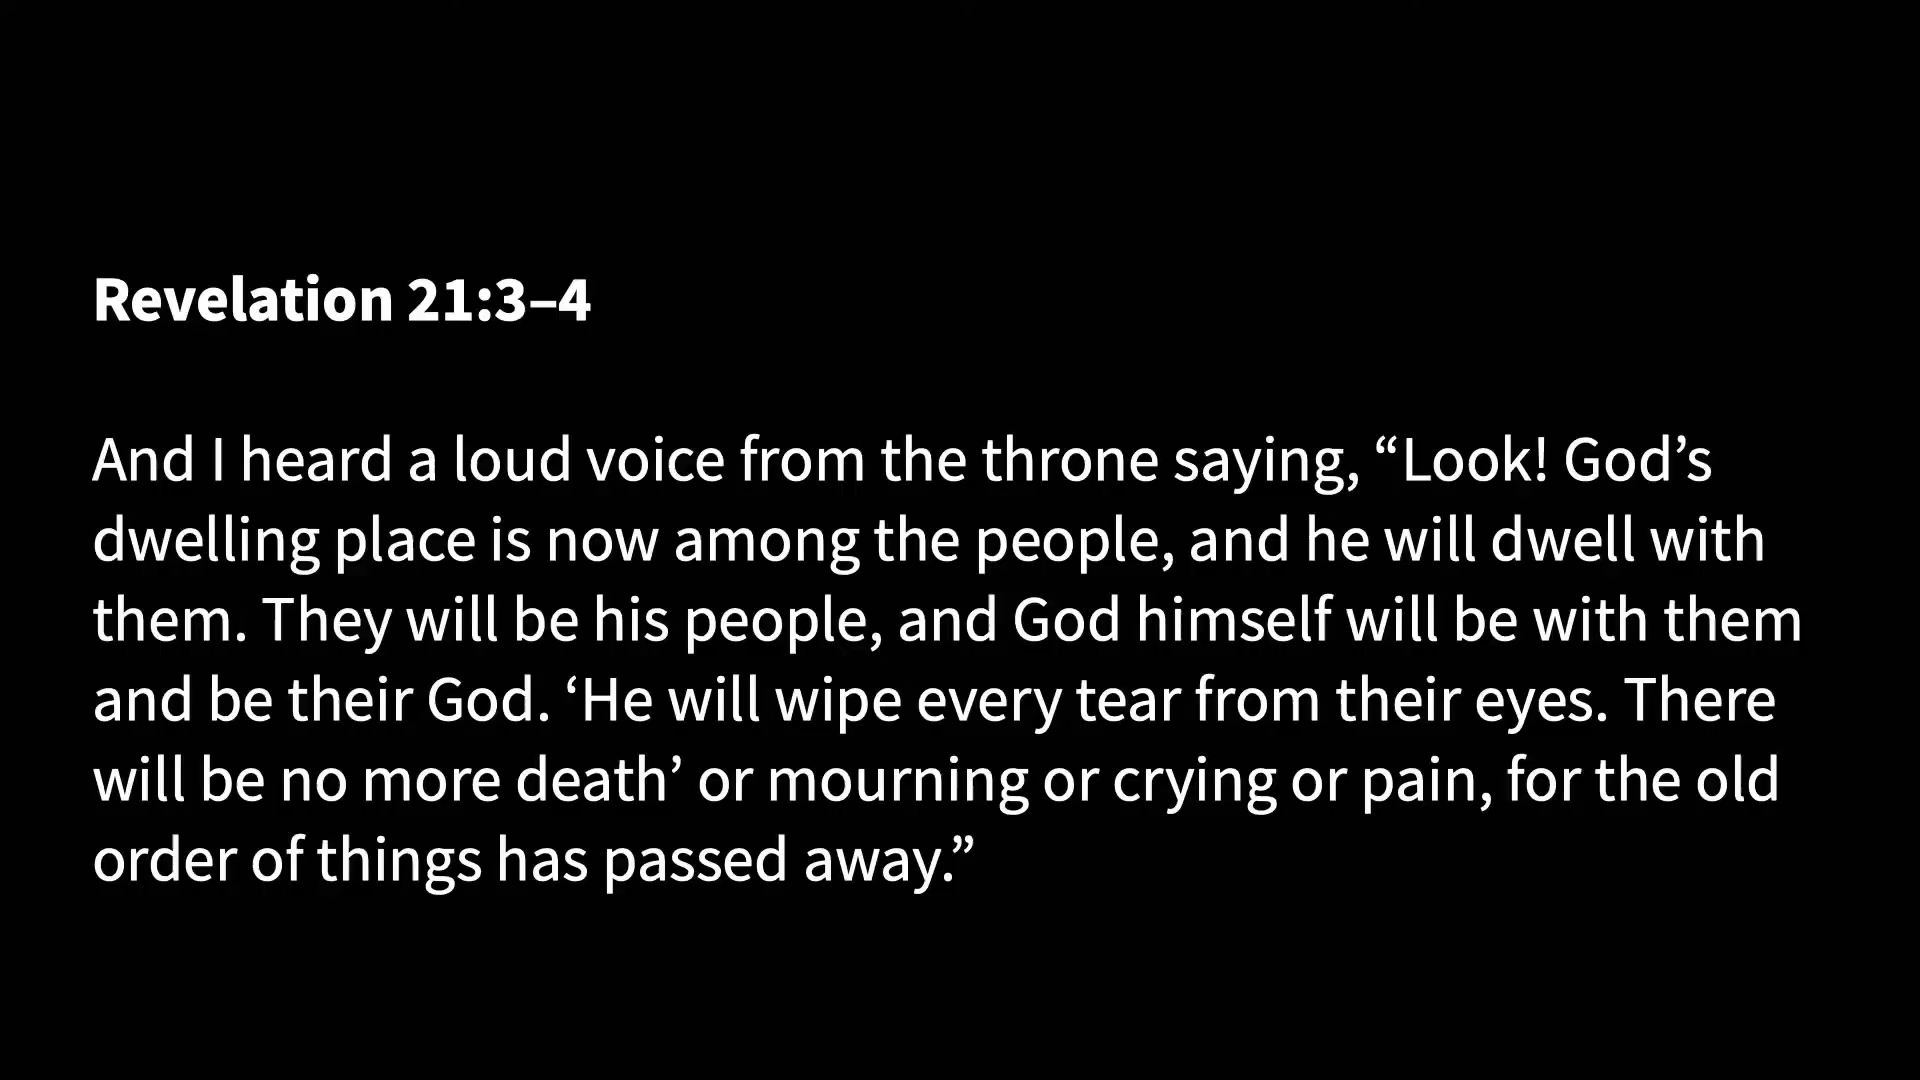 Revelation 21:3–4
And I heard a loud voice from the throne saying, “Look! God’s
dwelling place is now among the people, and he will dwell with
them. They will be his people, and God himself will be with them
and be their God. ‘He will wipe every tear from their eyes. There
will be no more death’ or mourning or crying or pain, for the old
order of things has passed away.”